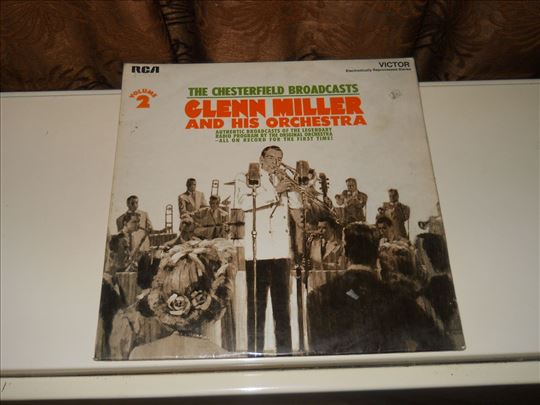 RCA
VICTOR
Electronically Reprocessed Stereo
VOLUME
2
THE CHESTERFIELD BROADCASTS
GLENN MILLER
AND HIS ORCHESTRA
AUTHENTIC BROADCASTS OF THE LEGENDARY
RADIO PROGRAM BY THE ORIGINAL ORCHESTRA
—ALL ON RECORD FOR THE FIRST TIME!